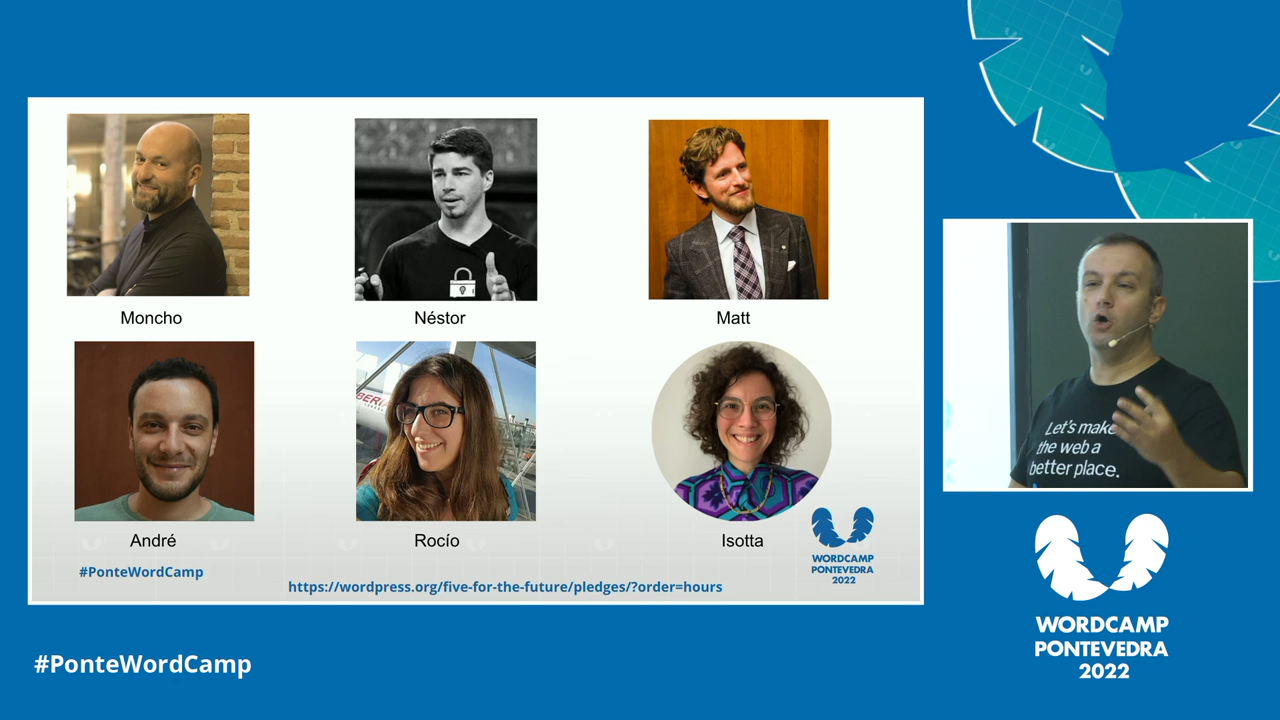 Moncho
Néstor
Matt
André
Rocío
Isotta
#PonteWordCamp
https://wordpress.org/five-for-the-future/pledges/?order=hours
WORDCAMP
PONTEVEDRA
2022
Let's make
the web a
better place.
#PonteWordCamp
WORDCAMP
PONTEVEDRA
2022